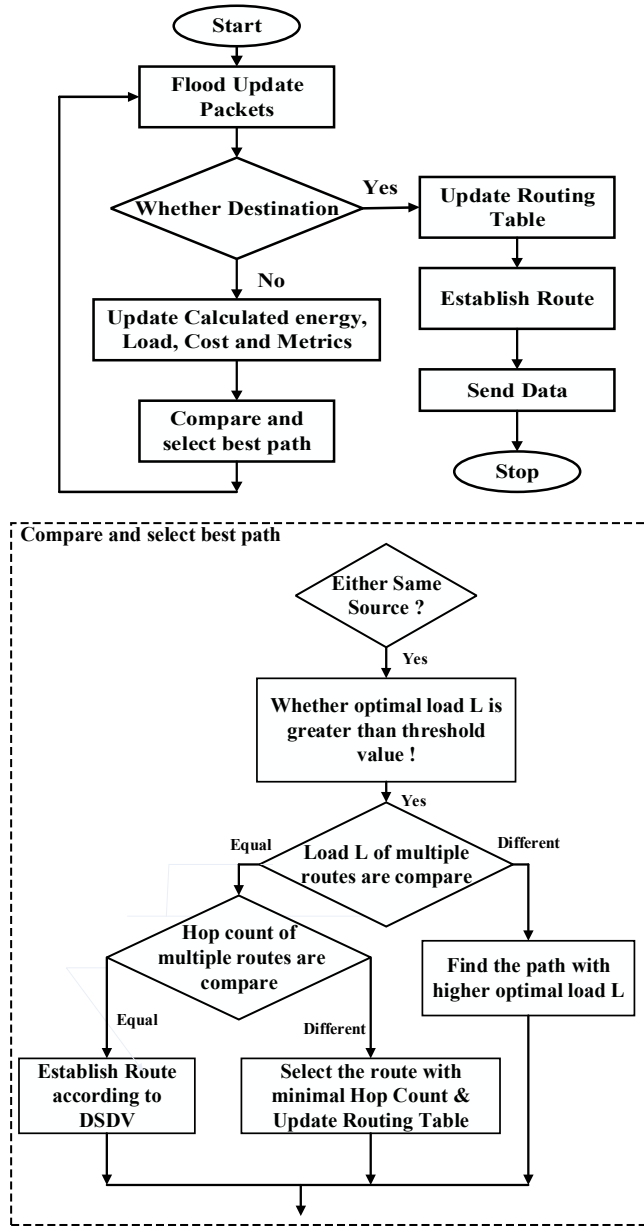 Start
Flood Update
Packets
Whether Destination
Yes
Update Routing
Table
No
Establish Route
Update Calculated energy,
Load, Cost and Metrics
Send Data
Compare and
select best path
Stop
Compare and select best path
Either Same
Source ?
Yes
Whether optimal load L is
greater than threshold
value !
Yes
Equal
Different
Load L of multiple
routes are compare
Hop count of
multiple routes are
compare
Find the path with
higher optimal load L
Equal
Different
Establish Route
according to
DSDV
Select the route with
minimal Hop Count &
Update Routing Table